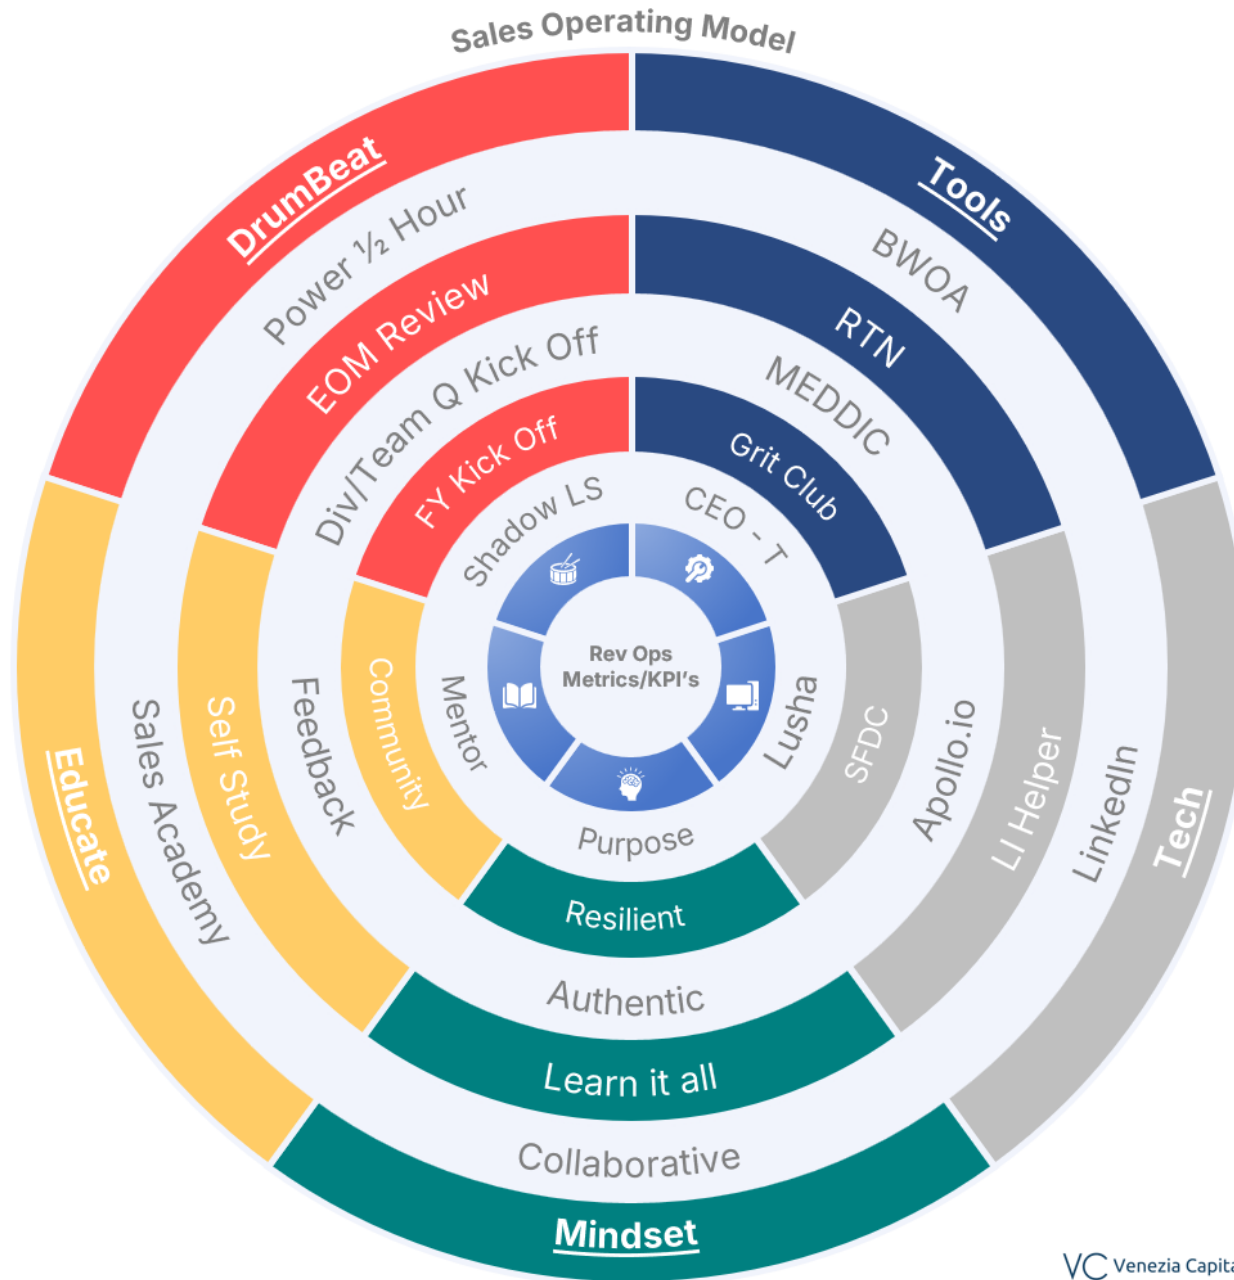 Sales Operating Model
DrumBeat
Power ½ Hour
EOM Review
Div/Team Q Kick Off
FY Kick Off
Shadow LS
Tools
BWOA
RTN
MEDDIC
Grit Club
CEO - T
Tech
LinkedIn
LI Helper
Apollo.io
SFDC
Lusha
Mindset
Collaborative
Learn it all
Authentic
Resilient
Purpose
Educate
Sales Academy
Self Study
Feedback
Community
Mentor
Rev Ops
Metrics/KPI's
VC Venezia Capita